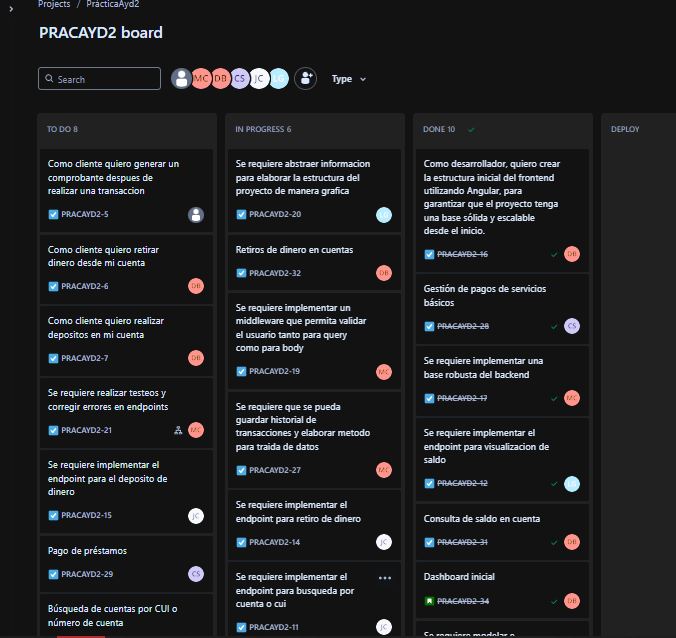 Projects / PrácticaAyd2
PRACAYD2 board
Search
MC DB CS JC LG
Type
TO DO 8
Como cliente quiero generar un
comprobante despues de
realizar una transaccion
PRACAYD2-5
Como cliente quiero retirar
dinero desde mi cuenta
PRACAYD2-6
DB
Como cliente quiero realizar
depositos en mi cuenta
PRACAYD2-7
DB
Se requiere realizar testeos y
corregir errores en endpoints
PRACAYD2-21
MC
Se requiere implementar el
endpoint para el deposito de
dinero
PRACAYD2-15
JC
Pago de préstamos
PRACAYD2-29
CS
Búsqueda de cuentas por CUI o
número de cuenta
IN PROGRESS 6
Se requiere abstraer informacion
para elaborar la estructura del
proyecto de manera grafica
PRACAYD2-20
LG
Retiros de dinero en cuentas
PRACAYD2-32
DB
Se requiere implementar un
middleware que permita validar
el usuario tanto para query
como para body
PRACAYD2-19
MC
Se requiere que se pueda
guardar historial de
transacciones y elaborar metodo
para traida de datos
PRACAYD2-27
MC
Se requiere implementar el
endpoint para retiro de dinero
PRACAYD2-14
JC
Se requiere implementar el
endpoint para busqueda por
cuenta o cui
PRACAYD2-11
JC
DONE 10
Como desarrollador, quiero crear
la estructura inicial del frontend
utilizando Angular, para
garantizar que el proyecto tenga
una base sólida y escalable
desde el inicio.
PRACAYD2-16
DB
Gestión de pagos de servicios
básicos
PRACAYD2-28
CS
Se requiere implementar una
base robusta del backend
PRACAYD2-17
MC
Se requiere implementar el
endpoint para visualizacion de
saldo
PRACAYD2-12
LG
Consulta de saldo en cuenta
PRACAYD2-31
DB
Dashboard inicial
PRACAYD2-34
DB
Se requiere modelar o
DEPLOY